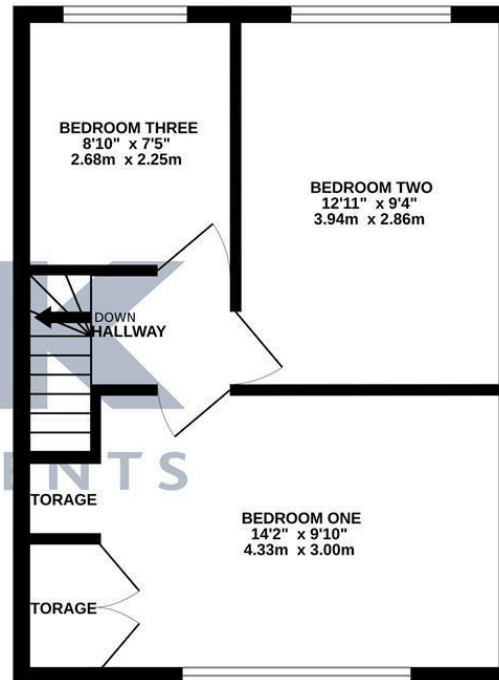 BEDROOM THREE
8'10" x 7'5"
2.68m x 2.25m
BEDROOM TWO
12'11" x 9'4"
3.94m x 2.86m
DOWN
HALLWAY
K
ENTS
TORAGE
BEDROOM ONE
14'2" x 9'10"
4.33m x 3.00m
TORAGE